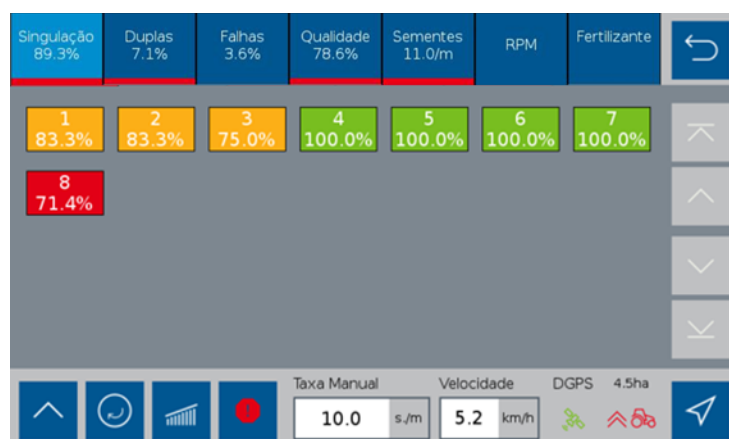 Singulação
89.3%
Duplas
7.1%
Falhas
3.6%
Qualidade
78.6%
Sementes
11.0/m
RPM
Fertilizante
1
83.3%
2
83.3%
3
75.0%
4
100.0%
5
100.0%
6
100.0%
7
100.0%
8
71.4%
Taxa Manual
10.0 s./m
Velocidade
5.2 km/h
DGPS 4.5ha